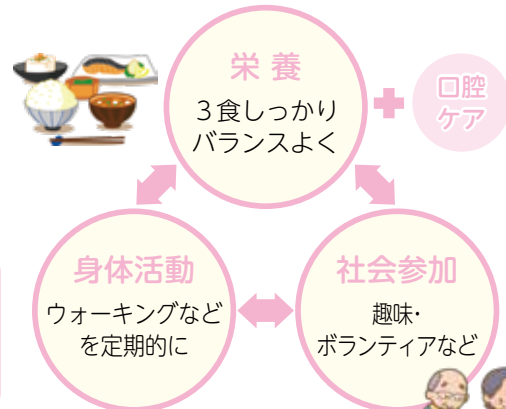 栄 養
３食しっかり
バランスよく
口腔
ケア
身体活動
ウォーキングなど
を定期的に
社会参加
趣味・
ボランティアなど